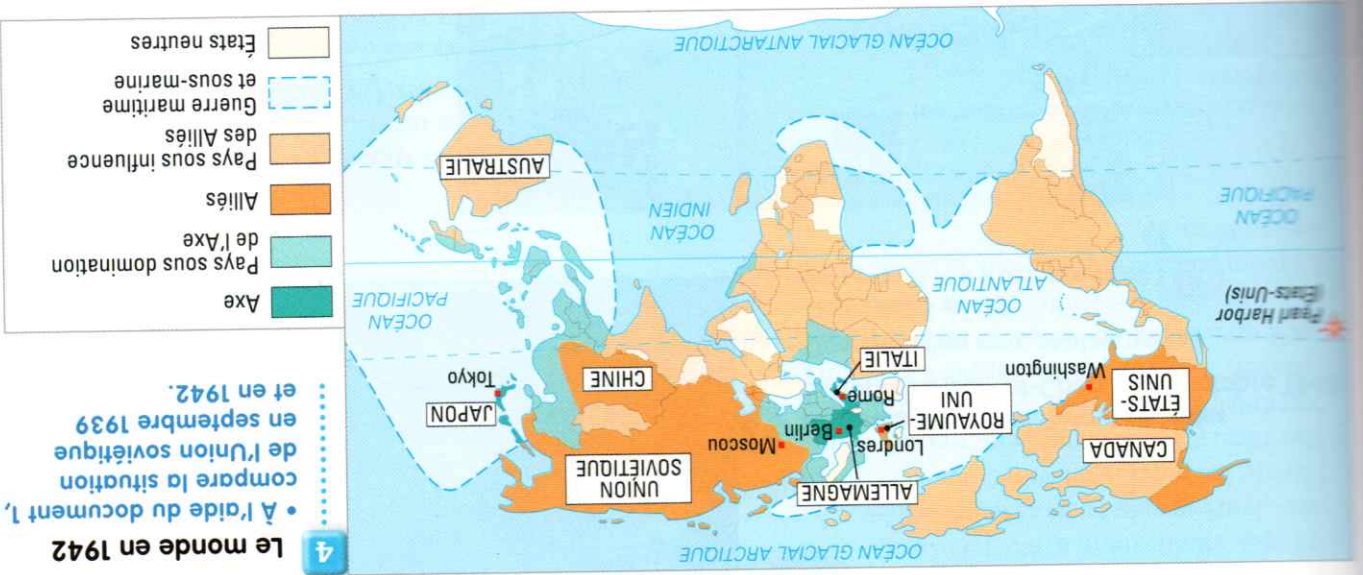 4
Le monde en 1942
• À l'aide du document 1,
compare la situation
de l'Union soviétique
en septembre 1939
et en 1942.
Axe
Pays sous domination
de l'Axe
Alliés
Pays sous influence
des Alliés
Guerre maritime
et sous-marine
États neutres
OCÉAN GLACIAL ARCTIQUE
CANADA
ÉTATS-
UNIS
Washington
ROYAUME-
UNI
Londres
ALLEMAGNE
Berlin
Rome
ITALIE
Moscou
UNION
SOVIÉTIQUE
CHINE
JAPON
Tokyo
Pearl Harbor
(États-Unis)
OCÉAN
ATLANTIQUE
OCÉAN
PACIFIQUE
OCÉAN
PACIFIQUE
OCÉAN
INDIEN
AUSTRALIE
OCÉAN GLACIAL ANTARCTIQUE